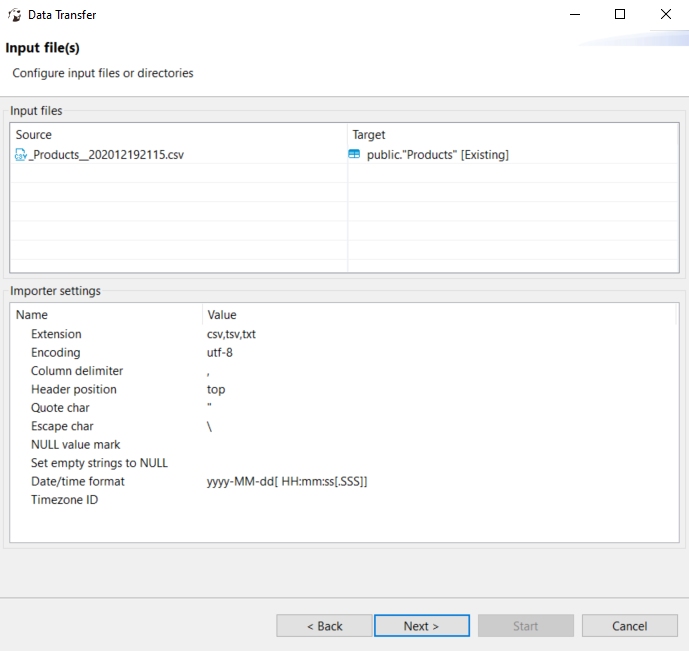 Data Transfer
Input file(s)
Configure input files or directories
Input files
Source Target
_Products__202012192115.csv public."Products" [Existing]
Importer settings
Name Value
Extension csv,tsv,txt
Encoding utf-8
Column delimiter ,
Header position top
Quote char "
Escape char \
NULL value mark
Set empty strings to NULL
Date/time format yyyy-MM-dd[ HH:mm:ss[.SSS]]
Timezone ID
< Back Next > Start Cancel